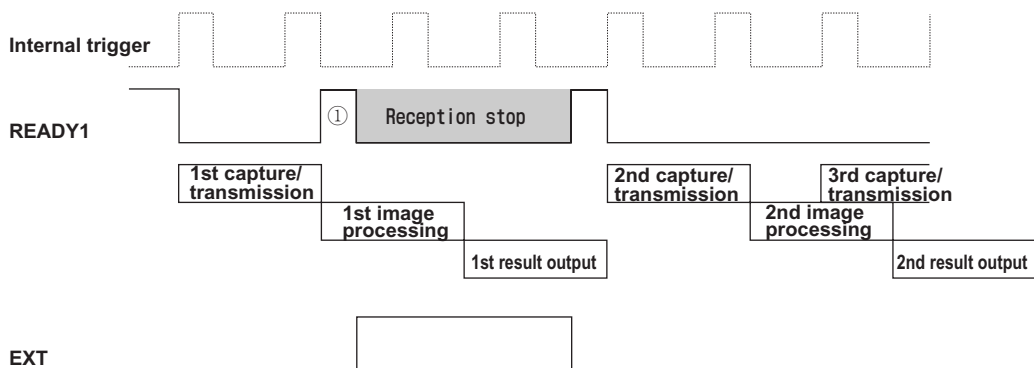 Internal trigger
READY1
① Reception stop
1st capture/
transmission
2nd capture/
transmission
3rd capture/
transmission
1st image
processing
2nd image
processing
1st result output
2nd result output
EXT